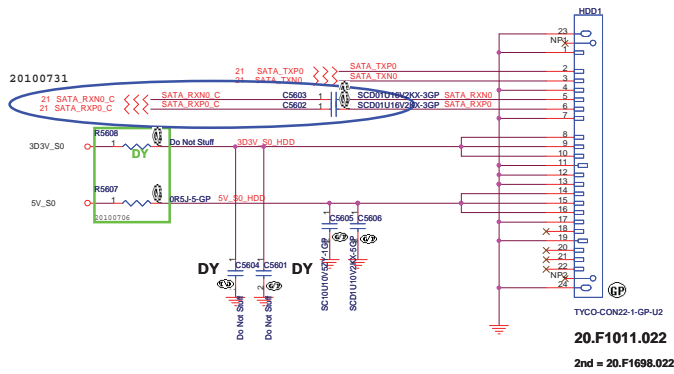 HDD1
23
NP1
1
21 SATA_TXP0 SATA_TXP0 2
21 SATA_TXN0 SATA_TXN0 3
20100731
4
21 SATA_RXN0_C SATA_RXN0_C C5603 1 SCD01U16V2KX-3GP SATA_RXN0 5
21 SATA_RXP0_C SATA_RXP0_C C5602 1 SCD01U16V2KX-3GP SATA_RXP0 6
7
R5608
8
3D3V_S0 1 DY Do Not Stuff 3D3V_S0_HDD 9
10
11
12
R5607
13
14
5V_S0 1 0R5J-5-GP 5V_S0_HDD 15
20100706
16
17
C5605 C5606
18
19
20
21
22
DY C5604 C5601 DY
NP2
24
Do Not Stuff
Do Not Stuff
SC10U10V5ZY-1GP
SCD1U10V2KX-5GP
GP
TYCO-CON22-1-GP-U2
20.F1011.022
2nd = 20.F1698.022